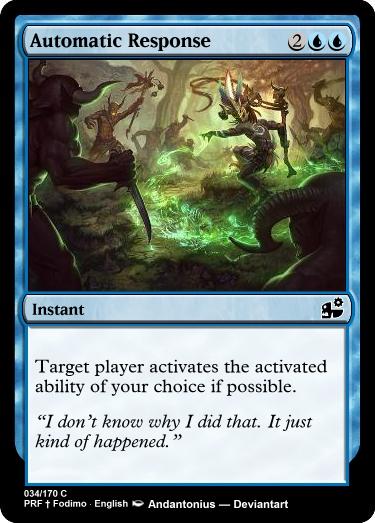 Automatic Response 2
Instant
Target player activates the activated
ability of your choice if possible.
“I don’t know why I did that. It just
kind of happened.”
034/170 C
PRF † Fodimo · English Andantonius — Deviantart